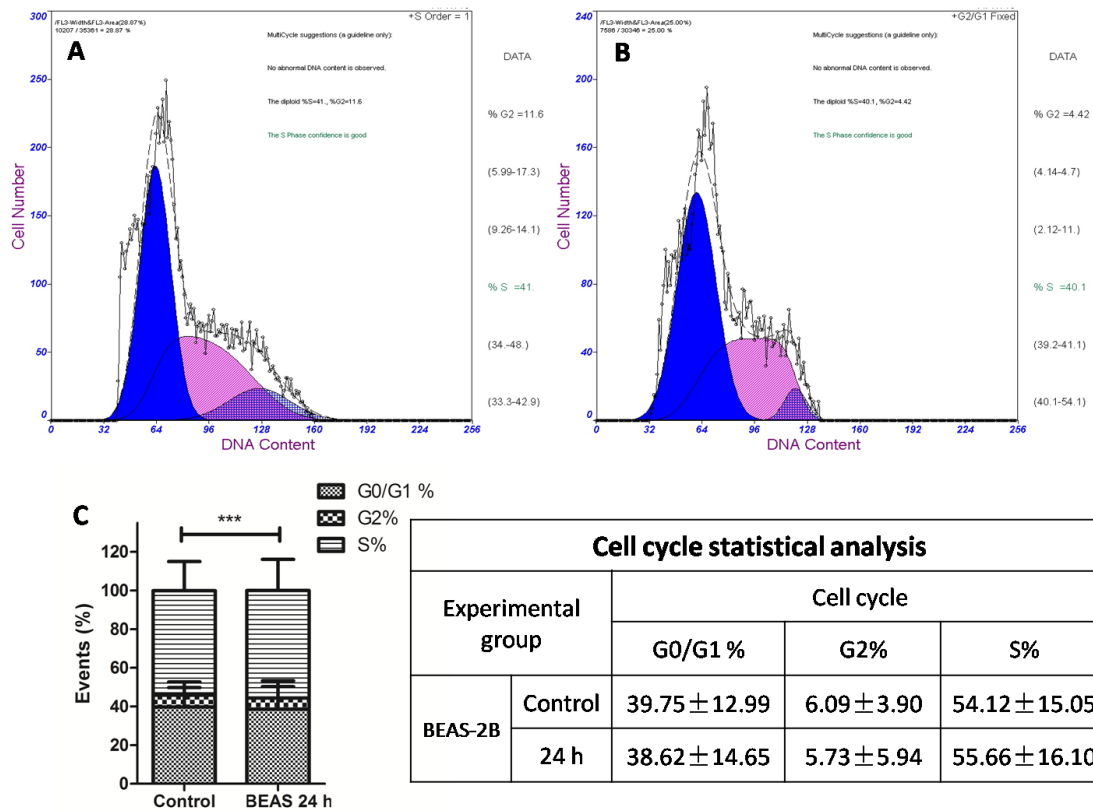 +S Order = 1
/FL3-Width&FL3-Area(28.87%)
10207 / 35361 = 28.87 %
A
MultiCycle suggestions (a guideline only):
No abnormal DNA content is observed.
The diploid %S=41., %G2=11.6
The S Phase confidence is good
DATA
% G2 =11.6
(5.99-17.3)
(9.26-14.1)
% S =41.
(34.-48.)
(33.3-42.9)
Cell Number
300
250
200
150
100
50
0
0 32 64 96 128 160 192 224 256
DNA Content
+G2/G1 Fixed
/FL3-Width&FL3-Area(25.00%)
7586 / 30346 = 25.00 %
B
MultiCycle suggestions (a guideline only):
No abnormal DNA content is observed.
The diploid %S=40.1, %G2=4.42
The S Phase confidence is good
DATA
% G2 =4.42
(4.14-4.7)
(2.12-11.)
% S =40.1
(39.2-41.1)
(40.1-54.1)
Cell Number
240
200
160
120
80
40
0
0 32 64 96 128 160 192 224 256
DNA Content
C
G0/G1 %
G2%
S%
***
Events (%)
120
100
80
60
40
20
0
Control BEAS 24 h
Cell cycle statistical analysis
Experimental group
Cell cycle
G0/G1 % G2% S%
BEAS-2B
Control 39.75±12.99 6.09±3.90 54.12±15.05
24 h 38.62±14.65 5.73±5.94 55.66±16.10